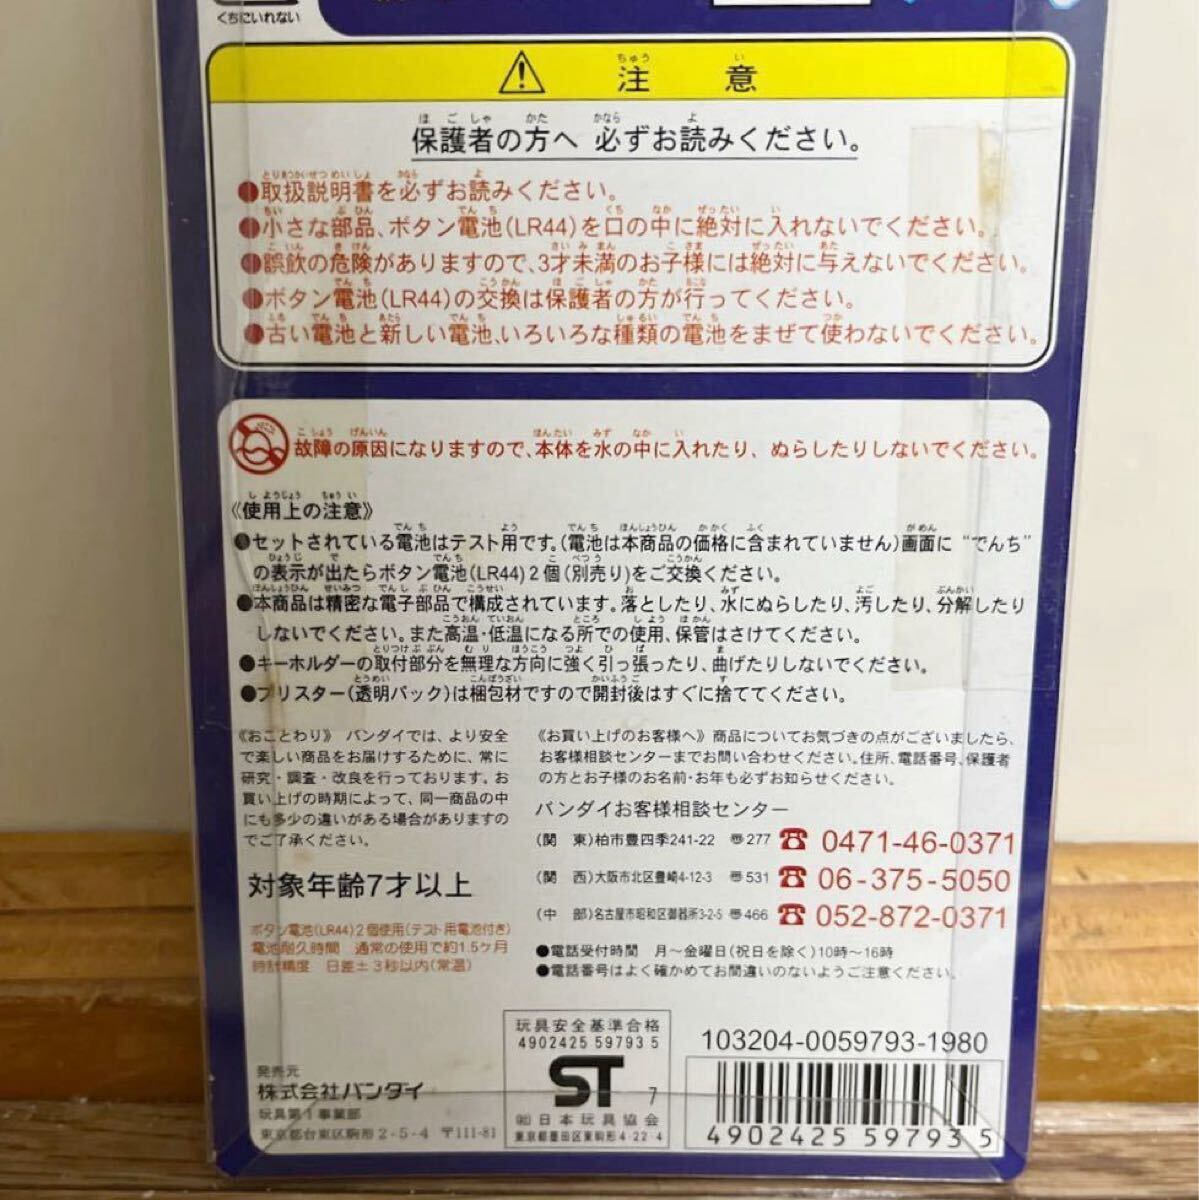 くちにいれない
注意
保護者の方へ 必ずお読みください。
●取扱説明書を必ずお読みください。
●小さな部品、ボタン電池(LR44)を口の中に絶対に入れないでください。
●誤飲の危険がありますので、3才未満のお子様には絶対に与えないでください。
●ボタン電池(LR44)の交換は保護者の方が行ってください。
●古い電池と新しい電池、いろいろな種類の電池をまぜて使わないでください。
故障の原因になりますので、本体を水の中に入れたり、ぬらしたりしないでください。
《使用上の注意》
●セットされている電池はテスト用です。(電池は本商品の価格に含まれていません)画面に“でんち”
の表示が出たらボタン電池(LR44)2個(別売り)をご交換ください。
●本商品は精密な電子部品で構成されています。落としたり、水にぬらしたり、汚したり、分解したり
しないでください。また高温・低温になる所での使用、保管はさけてください。
●キーホルダーの取付部分を無理な方向に強く引っ張ったり、曲げたりしないでください。
●ブリスター(透明パック)は梱包材ですので開封後はすぐに捨ててください。
《おことわり》 バンダイでは、より安全
で楽しい商品をお届けするために、常に
研究・調査・改良を行っております。お
買い上げの時期によって、同一商品の中
にも多少の違いがある場合がありますの
でご了承ください。
対象年齢7才以上
ボタン電池(LR44)2個使用(テスト用電池付き)
電池耐久時間 通常の使用で約1.5ヶ月
時計精度 日差±3秒以内(常温)
《お買い上げのお客様へ》商品についてお気づきの点がございましたら、
お客様相談センターまでお問い合わせください。住所、電話番号、保護者
の方とお子様のお名前・お年も必ずお知らせください。
バンダイお客様相談センター
(関 東)柏市豊四季241-22 〠277 ☎ 0471-46-0371
(関 西)大阪市北区豊崎4-12-3 〠531 ☎ 06-375-5050
(中 部)名古屋市昭和区御器所3-2-5 〠466 ☎ 052-872-0371
●電話受付時間 月〜金曜日(祝日を除く)10時〜16時
●電話番号はよく確かめてお間違いのないようご注意ください。
発売元
株式会社バンダイ
玩具第1事業部
東京都台東区駒形2-5-4 〒111-81
玩具安全基準合格
4902425 59793 5
ST 7
㈳日本玩具協会
東京都墨田区東駒形4-22-4
103204-0059793-1980
4902425 597935